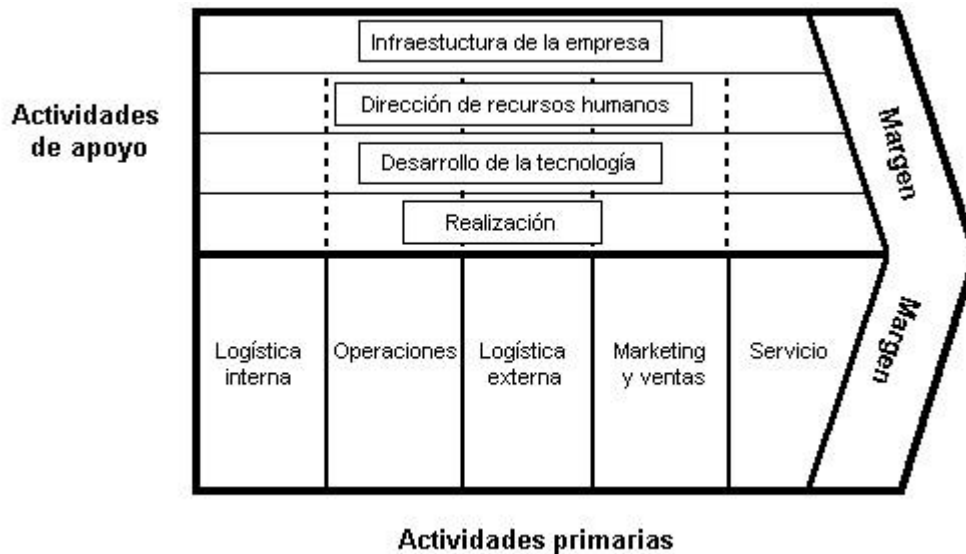 Infraestuctura de la empresa
Dirección de recursos humanos
Actividades
de apoyo
Desarrollo de la tecnología
Realización
Margen
Margen
Logística
interna
Operaciones
Logística
externa
Marketing
y ventas
Servicio
Actividades primarias